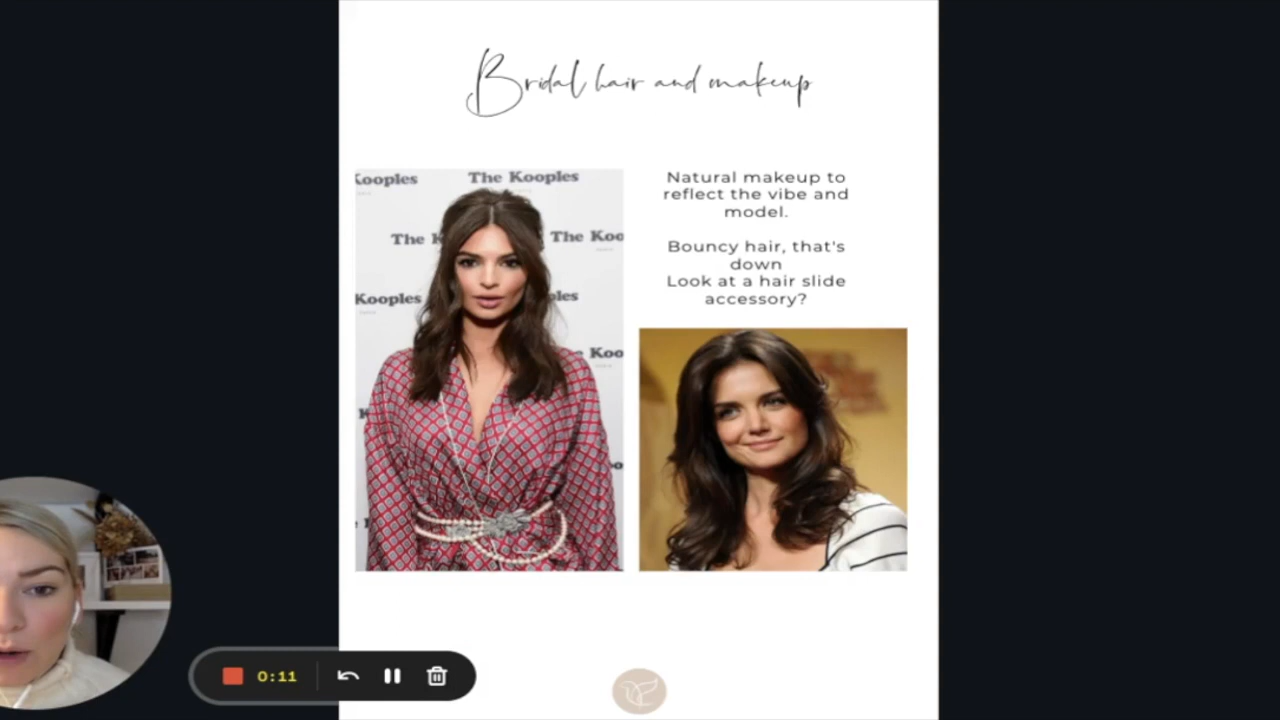 Bridal hair and makeup
Kooples
The Kooples
The K
The Koo
Kooples
ples
Koo
Natural makeup to
reflect the vibe and
model.
Bouncy hair, that's
down
Look at a hair slide
accessory?
0:11